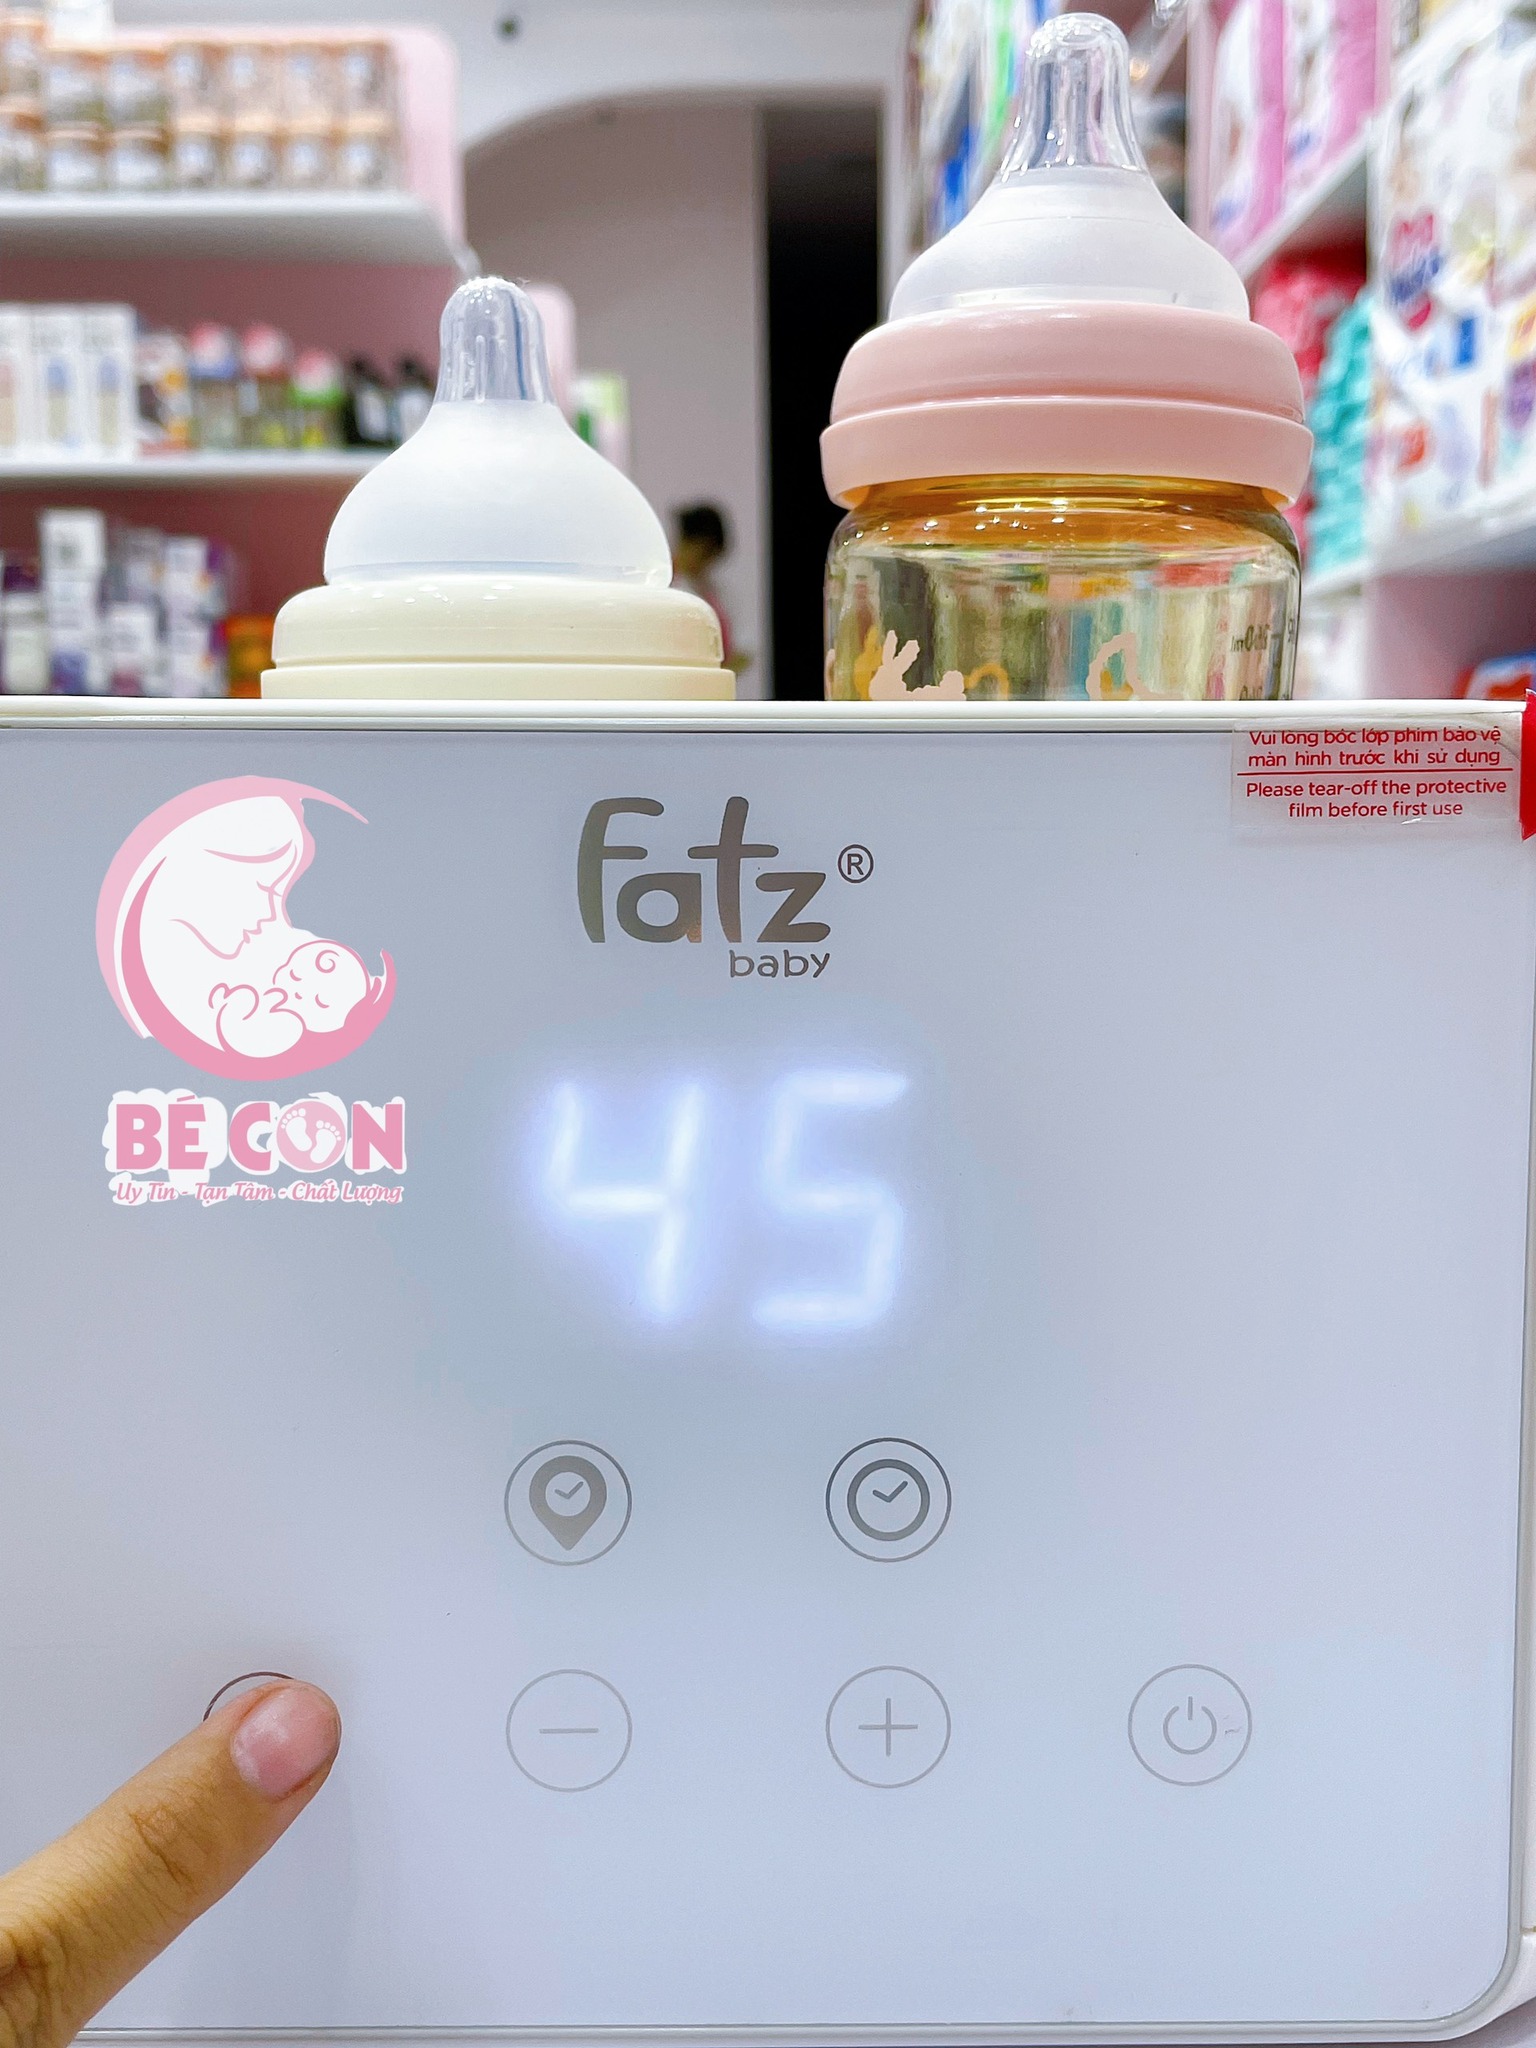 Vui lòng bóc lớp phim bảo vệ
màn hình trước khi sử dụng
Please tear-off the protective
film before first use
Fatz®
baby
BÉ CON
Uy Tín - Tận Tâm - Chất Lượng
45